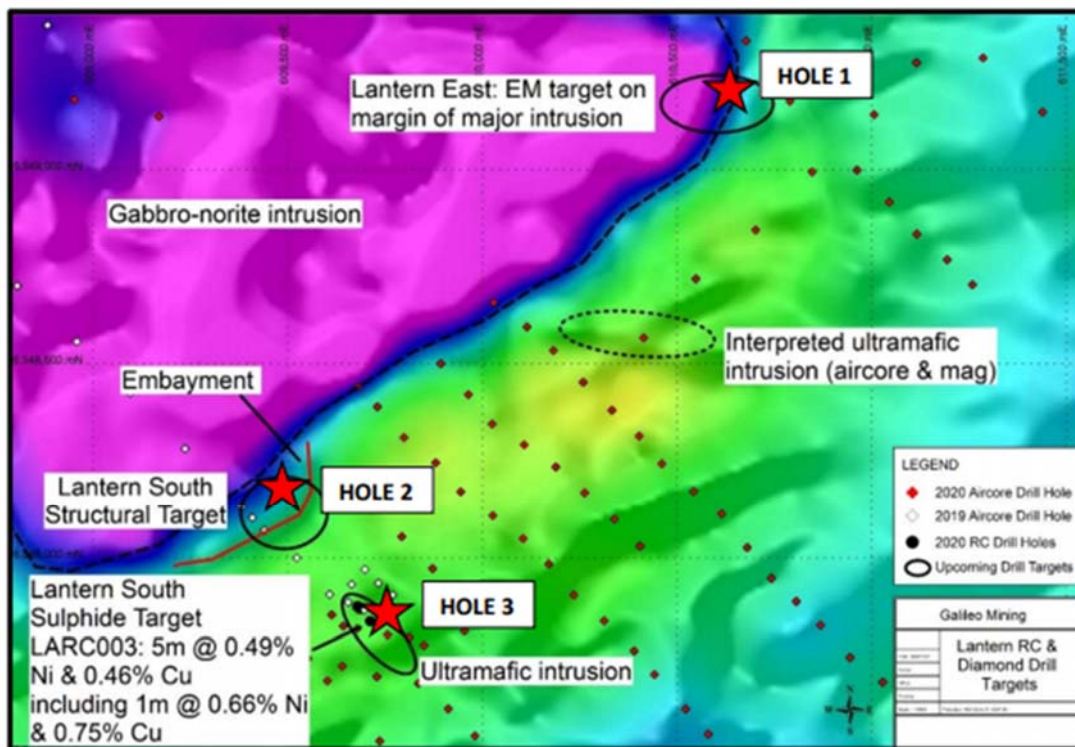 HOLE 1
Lantern East: EM target on
margin of major intrusion
Gabbro-norite intrusion
Interpreted ultramafic
intrusion (aircore & mag)
Embayment
Lantern South
Structural Target
HOLE 2
LEGEND
2020 Aircore Drill Hole
2019 Aircore Drill Hole
2020 RC Drill Holes
Upcoming Drill Targets
Lantern South
Sulphide Target
LARC003: 5m @ 0.49%
Ni & 0.46% Cu
including 1m @ 0.66% Ni
& 0.75% Cu
HOLE 3
Ultramafic intrusion
Galileo Mining
Lantern RC &
Diamond Drill
Targets